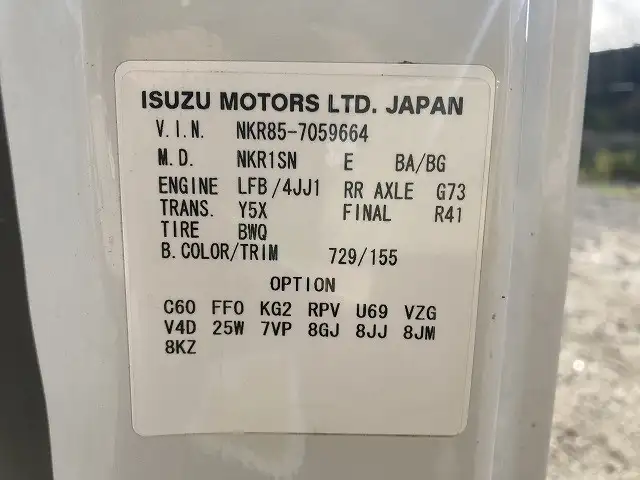 ISUZU MOTORS LTD. JAPAN
V.I.N. NKR85-7059664
M.D. NKR1SN E BA/BG
ENGINE LFB/4JJ1 RR AXLE G73
TRANS. Y5X FINAL R41
TIRE BWQ
B.COLOR/TRIM 729/155
OPTION
C60 FF0 KG2 RPV U69 VZG
V4D 25W 7VP 8GJ 8JJ 8JM
8KZ